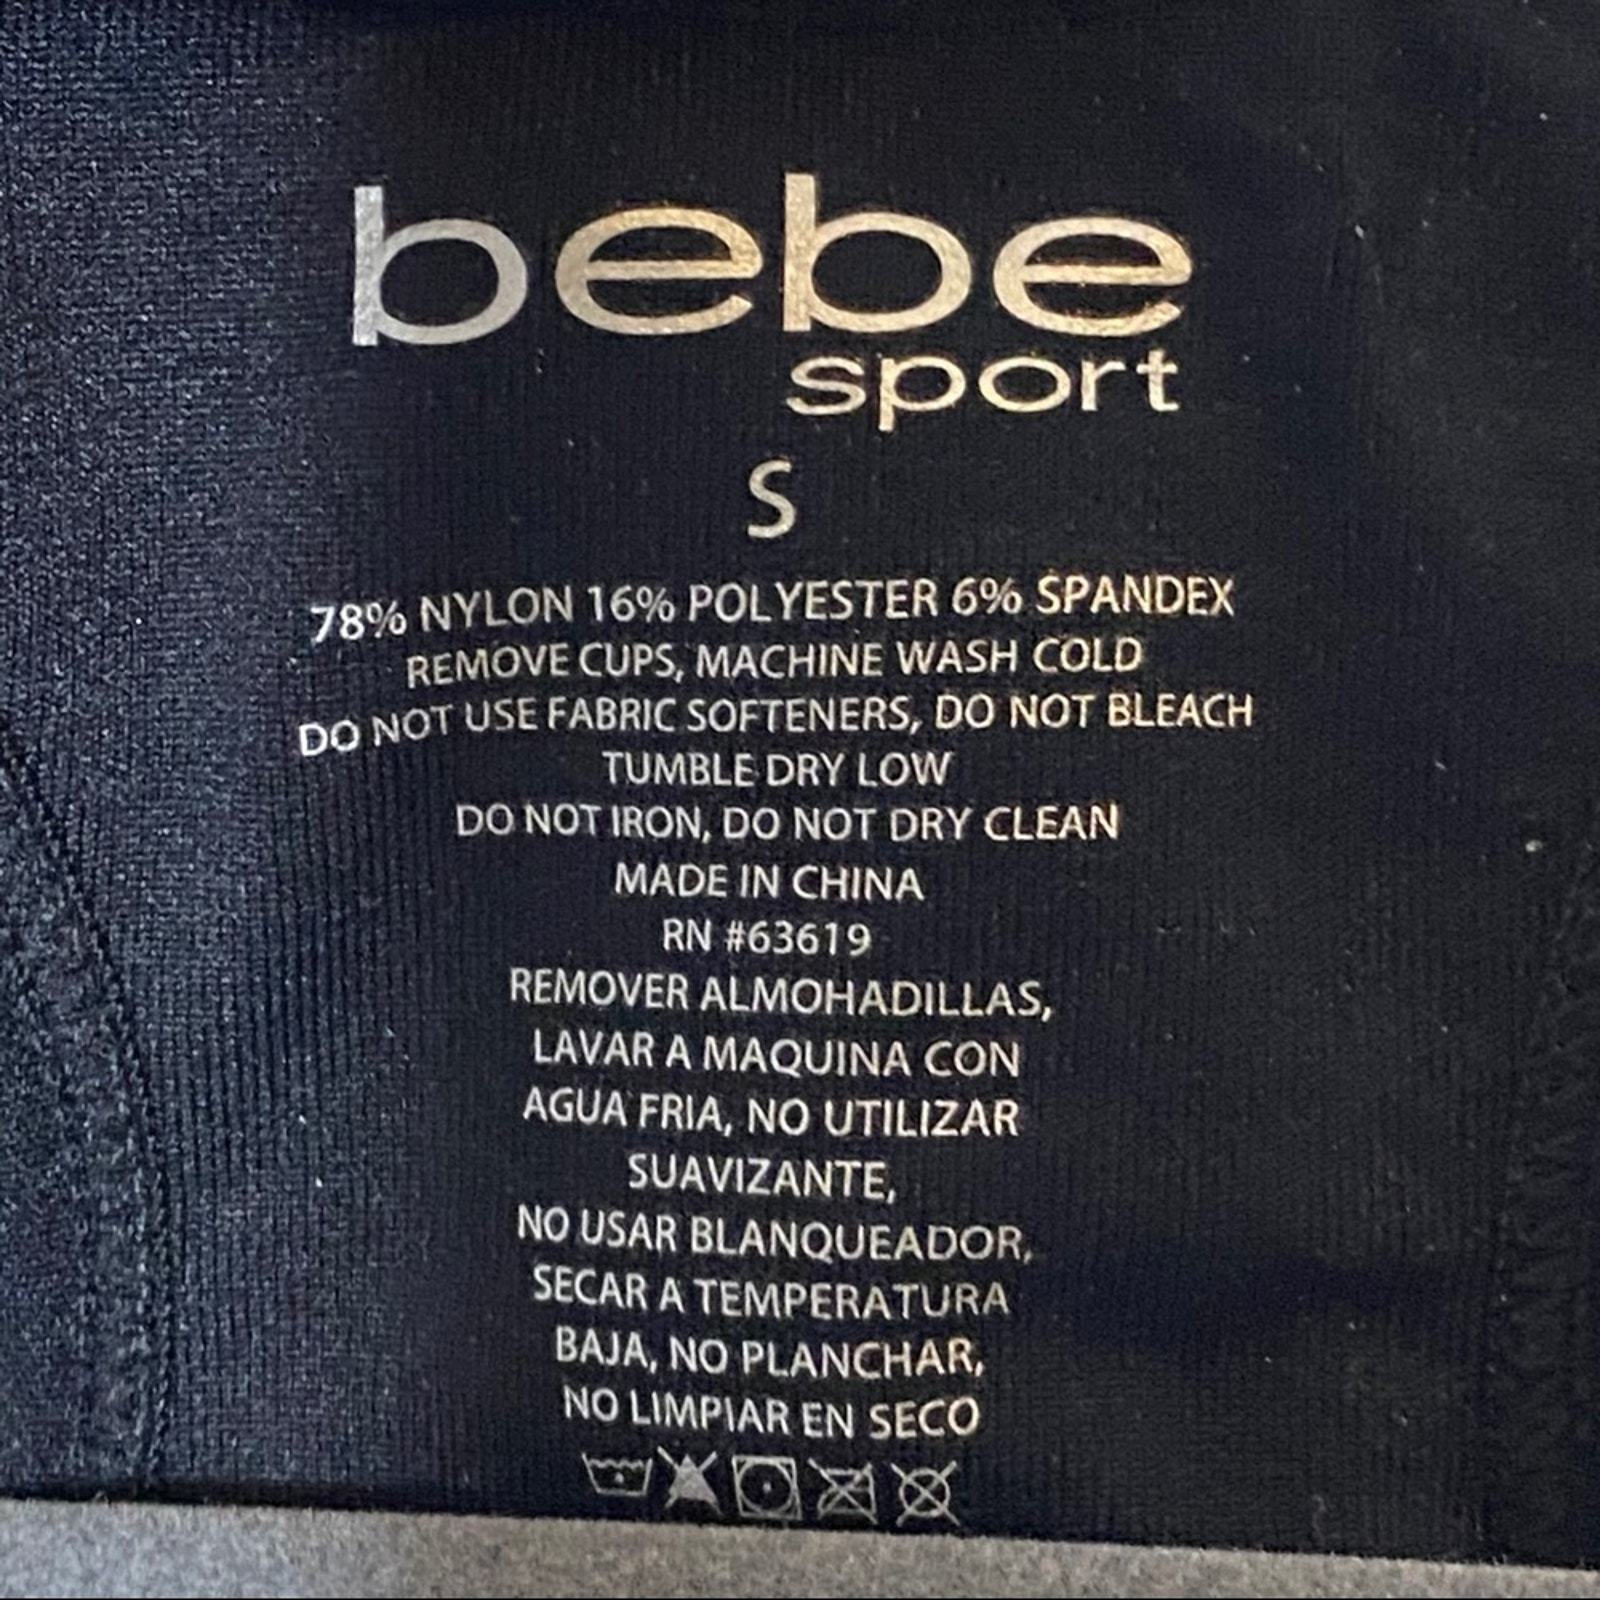 bebe
sport
S
78% NYLON 16% POLYESTER 6% SPANDEX
REMOVE CUPS, MACHINE WASH COLD
DO NOT USE FABRIC SOFTENERS, DO NOT BLEACH
TUMBLE DRY LOW
DO NOT IRON, DO NOT DRY CLEAN
MADE IN CHINA
RN #63619
REMOVER ALMOHADILLAS,
LAVAR A MAQUINA CON
AGUA FRIA, NO UTILIZAR
SUAVIZANTE,
NO USAR BLANQUEADOR,
SECAR A TEMPERATURA
BAJA, NO PLANCHAR,
NO LIMPIAR EN SECO